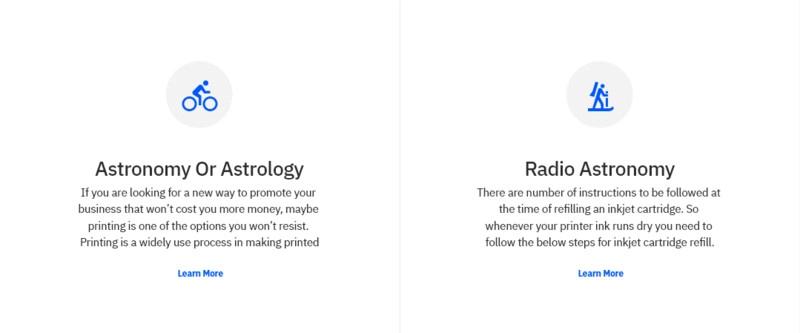 Astronomy Or Astrology
If you are looking for a new way to promote your
business that won't cost you more money, maybe
printing is one of the options you won't resist.
Printing is a widely use process in making printed
Learn More
Radio Astronomy
There are number of instructions to be followed at
the time of refilling an inkjet cartridge. So
whenever your printer ink runs dry you need to
follow the below steps for inkjet cartridge refill.
Learn More